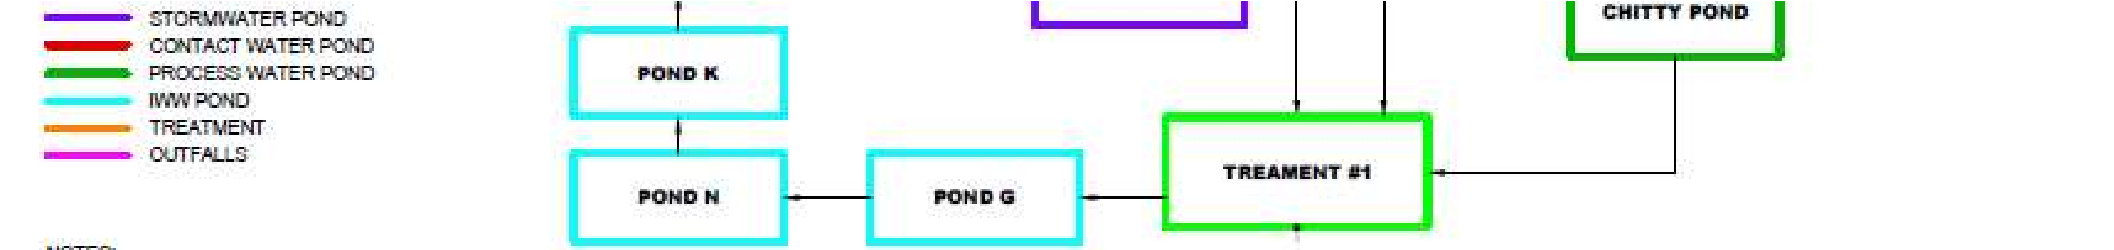 STORMWATER POND
CONTACT WATER POND
PROCESS WATER POND
IWW POND
TREATMENT
OUTFALLS
CHITTY POND
POND K
TREAMENT #1
POND N
POND G